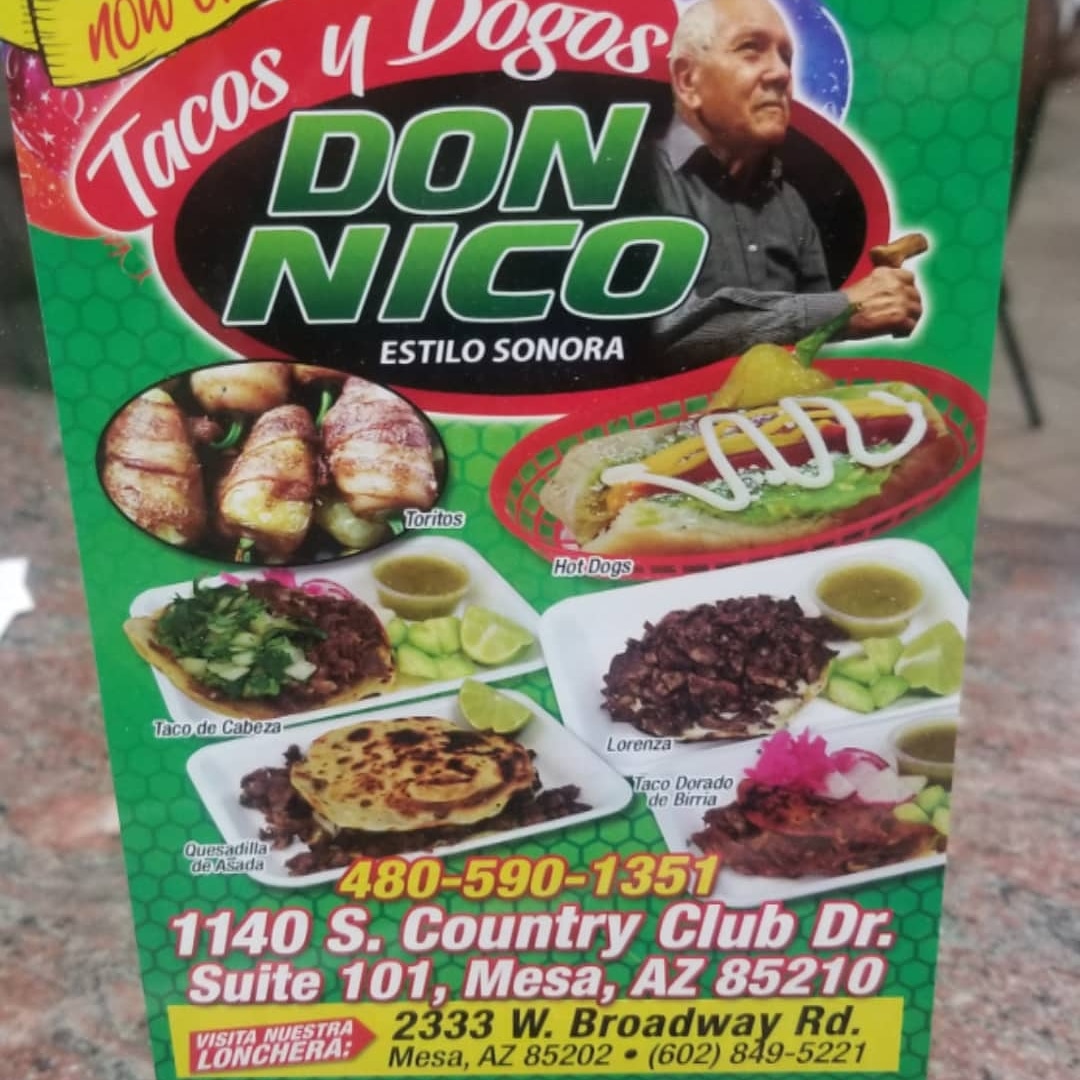 now
Tacos y Dogos
DON
NICO
ESTILO SONORA
Toritos
Hot Dogs
Taco de Cabeza
Lorenza
Taco Dorado
de Birria
Quesadilla
de Asada
480-590-1351
1140 S. Country Club Dr.
Suite 101, Mesa, AZ 85210
VISITA NUESTRA
LONCHERA:
2333 W. Broadway Rd.
Mesa, AZ 85202 • (602) 849-5221